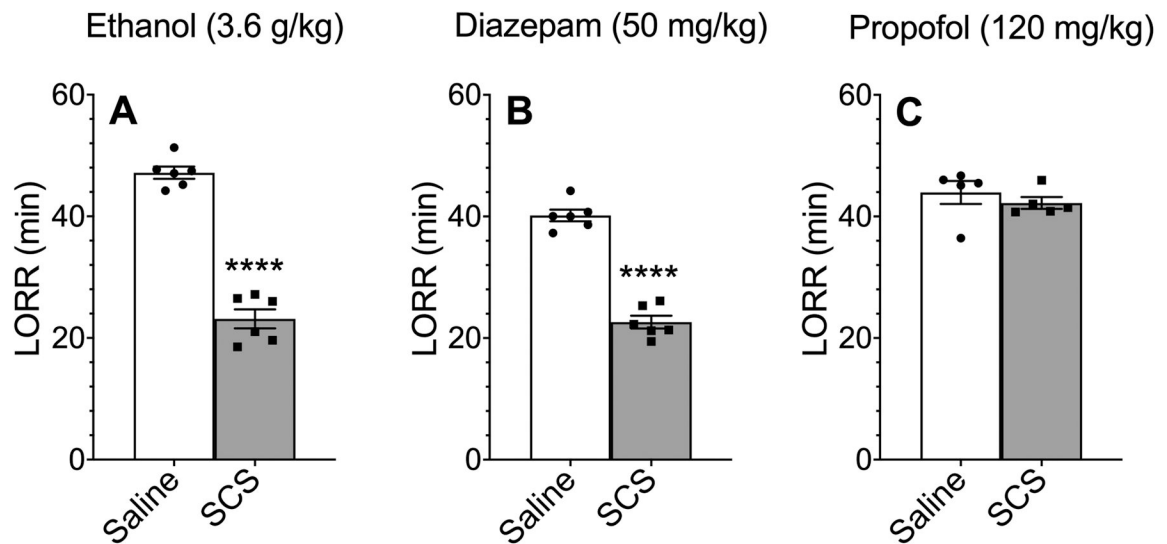 Ethanol (3.6 g/kg)
Diazepam (50 mg/kg)
Propofol (120 mg/kg)
A
LORR (min)
60
40
20
0
****
Saline
SCS
B
LORR (min)
60
40
20
0
****
Saline
SCS
C
LORR (min)
60
40
20
0
Saline
SCS